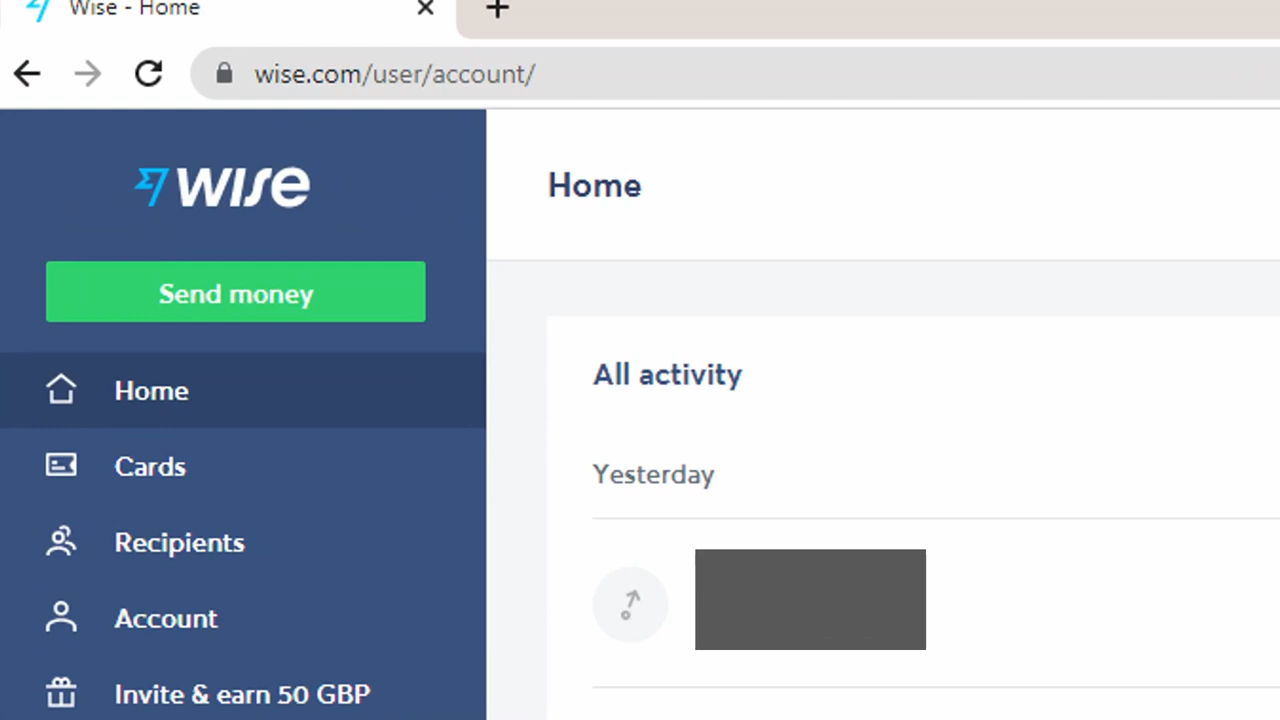 Wise - Home
wise.com/user/account/
wise
Home
Send money
All activity
Home
Yesterday
Cards
Recipients
Account
Invite & earn 50 GBP